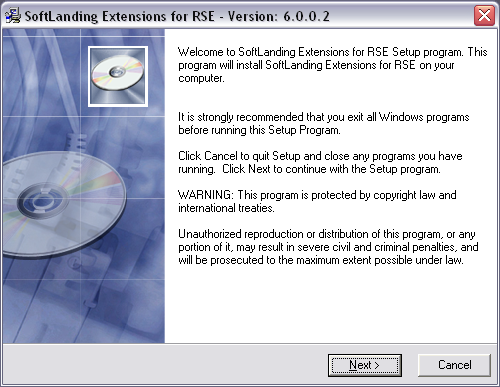 SoftLanding Extensions for RSE - Version: 6.0.0.2
Welcome to SoftLanding Extensions for RSE Setup program. This
program will install SoftLanding Extensions for RSE on your
computer.
It is strongly recommended that you exit all Windows programs
before running this Setup Program.
Click Cancel to quit Setup and close any programs you have
running. Click Next to continue with the Setup program.
WARNING: This program is protected by copyright law and
international treaties.
Unauthorized reproduction or distribution of this program, or any
portion of it, may result in severe civil and criminal penalties, and
will be prosecuted to the maximum extent possible under law.
Next >
Cancel